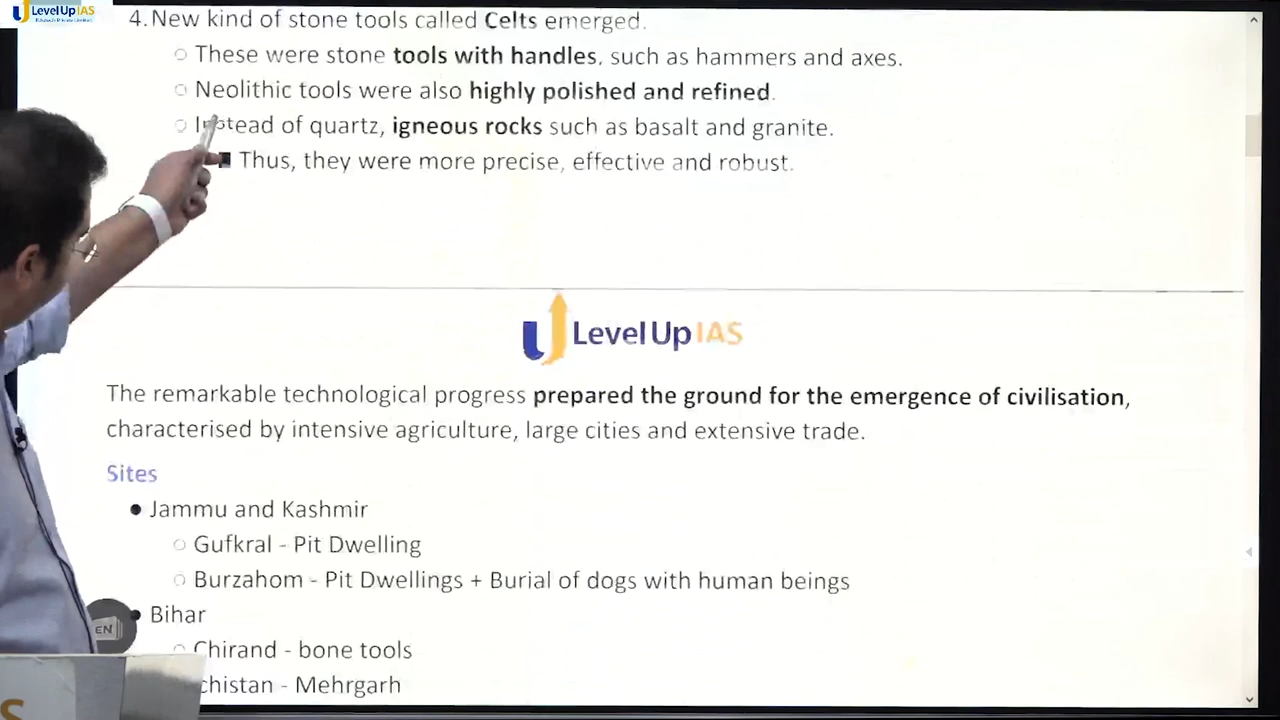 LevelUp IAS
4. New kind of stone tools called Celts emerged.
These were stone tools with handles, such as hammers and axes.
Neolithic tools were also highly polished and refined.
Instead of quartz, igneous rocks such as basalt and granite.
Thus, they were more precise, effective and robust.
LevelUp IAS
The remarkable technological progress prepared the ground for the emergence of civilisation,
characterised by intensive agriculture, large cities and extensive trade.
Sites
Jammu and Kashmir
Gufkral - Pit Dwelling
Burzahom - Pit Dwellings + Burial of dogs with human beings
EN
Bihar
Chirand - bone tools
chistan - Mehrgarh
S